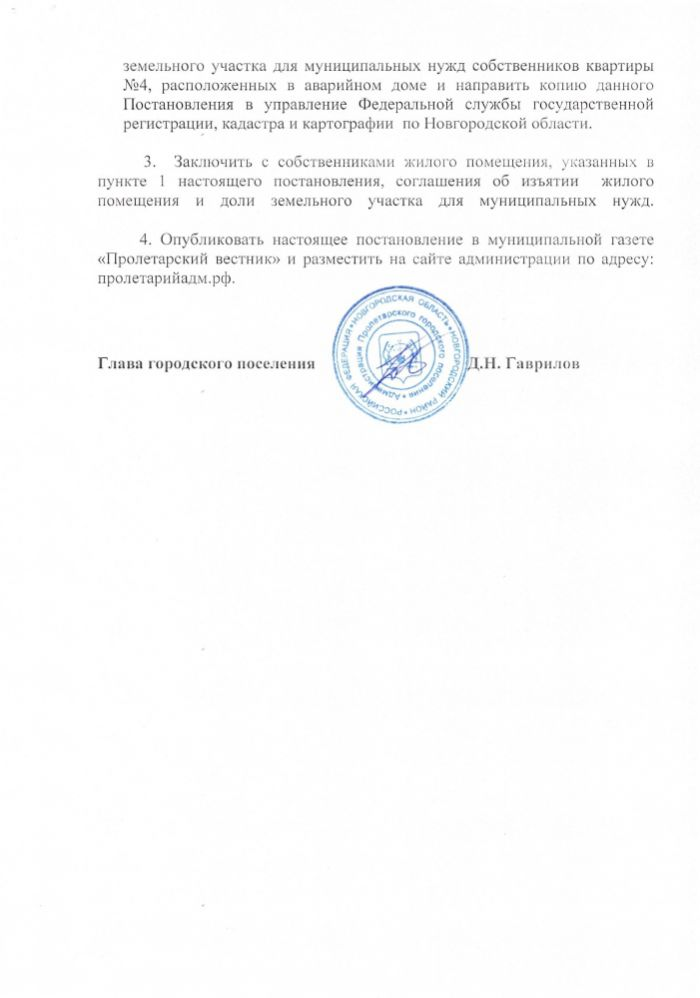 земельного участка для муниципальных нужд собственников квартиры
№4, расположенных в аварийном доме и направить копию данного
Постановления в управление Федеральной службы государственной
регистрации, кадастра и картографии по Новгородской области.
3. Заключить с собственниками жилого помещения, указанных в
пункте 1 настоящего постановления, соглашения об изъятии жилого
помещения и доли земельного участка для муниципальных нужд.
4. Опубликовать настоящее постановление в муниципальной газете
«Пролетарский вестник» и разместить на сайте администрации по адресу:
пролетарийадм.рф.
Глава городского поселения Д.Н. Гаврилов
РОССИЙСКАЯ ФЕДЕРАЦИЯ • НОВГОРОДСКАЯ ОБЛАСТЬ • НОВГОРОДСКИЙ РАЙОН •
Администрация Пролетарского городского поселения •